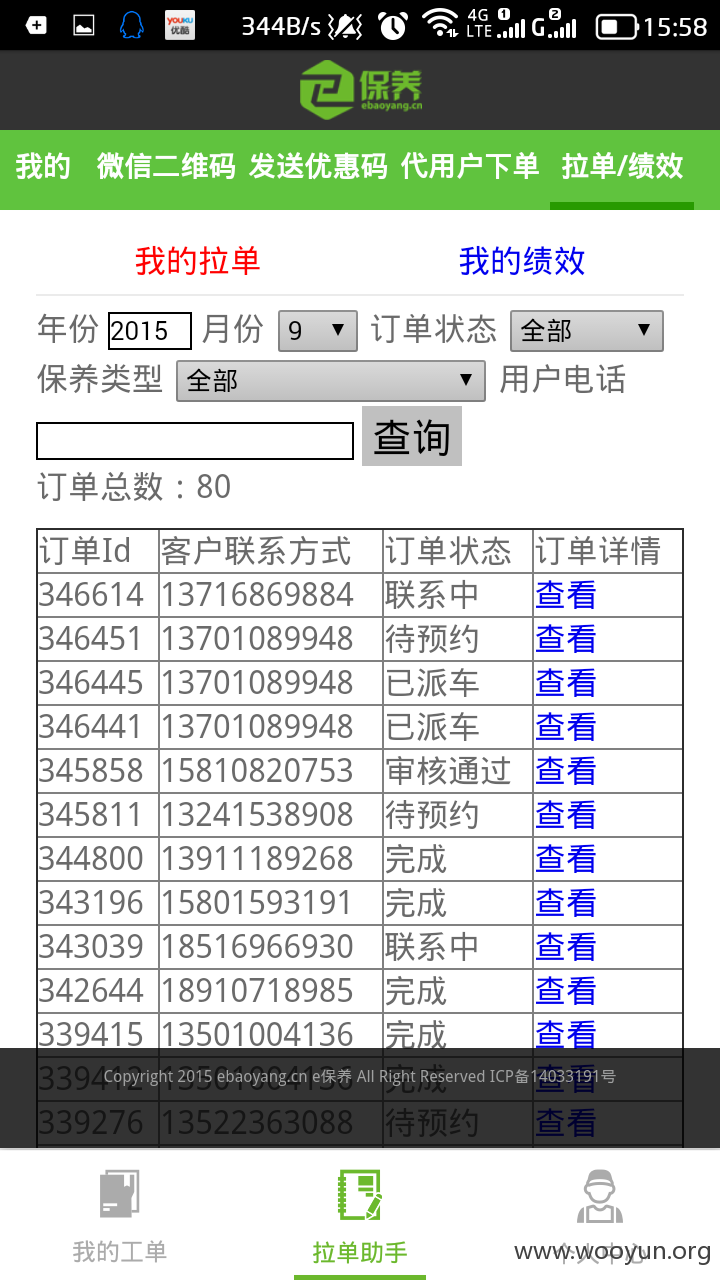 YOUKU 优酷 344B/s 4G LTE 1 G 2 15:58
保养
ebaoyang.cn
我的 微信二维码 发送优惠码 代用户下单 拉单/绩效
我的拉单 我的绩效
年份 2015 月份 9 ▼ 订单状态 全部 ▼
保养类型 全部 ▼ 用户电话
查询
订单总数：80
订单Id 客户联系方式 订单状态 订单详情
346614 13716869884 联系中 查看
346451 13701089948 待预约 查看
346445 13701089948 已派车 查看
346441 13701089948 已派车 查看
345858 15810820753 审核通过 查看
345811 13241538908 待预约 查看
344800 13911189268 完成 查看
343196 15801593191 完成 查看
343039 18516966930 联系中 查看
342644 18910718985 完成 查看
339415 13501004136 完成 查看
339412 13501004136 完成 查看
Copyright 2015 ebaoyang.cn e保养 All Right Reserved ICP备14033191号
339276 13522363088 待预约 查看
我的工单 拉单助手 个人中心
www.wooyun.org